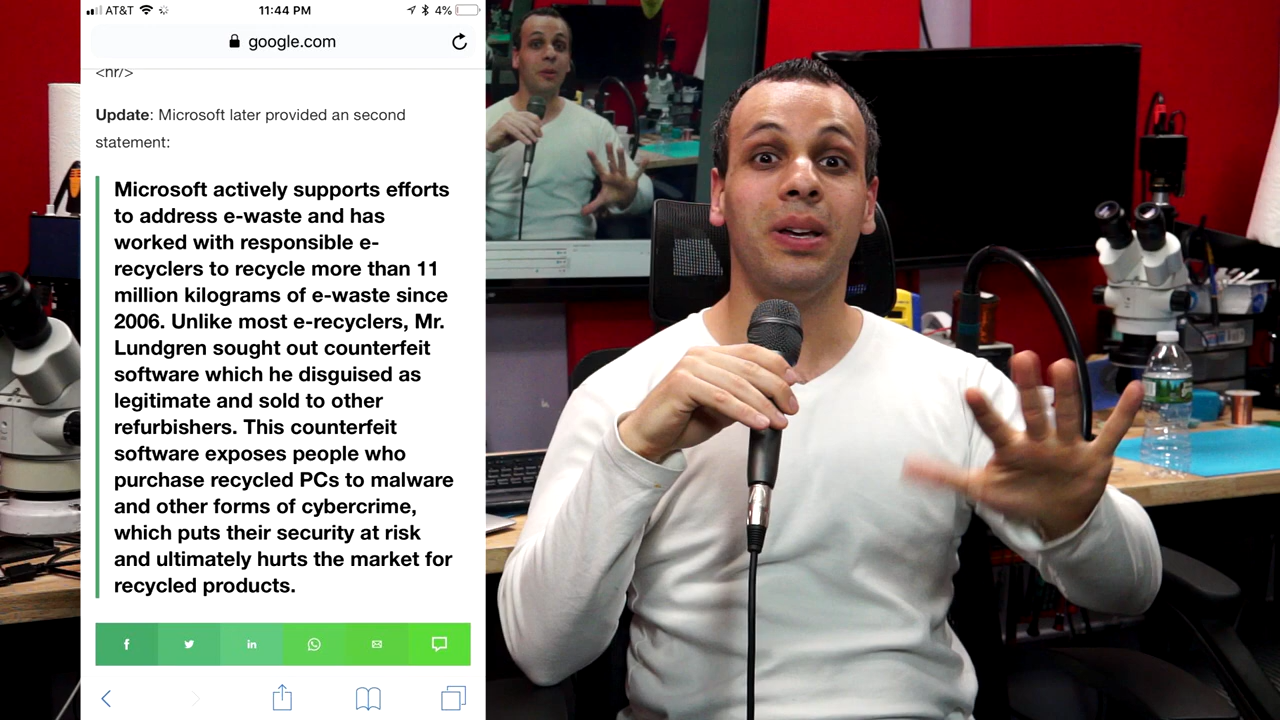 AT&T
11:44 PM
4%
google.com
<hr/>
Update: Microsoft later provided an second
statement:
Microsoft actively supports efforts
to address e-waste and has
worked with responsible e-
recyclers to recycle more than 11
million kilograms of e-waste since
2006. Unlike most e-recyclers, Mr.
Lundgren sought out counterfeit
software which he disguised as
legitimate and sold to other
refurbishers. This counterfeit
software exposes people who
purchase recycled PCs to malware
and other forms of cybercrime,
which puts their security at risk
and ultimately hurts the market for
recycled products.
f
in